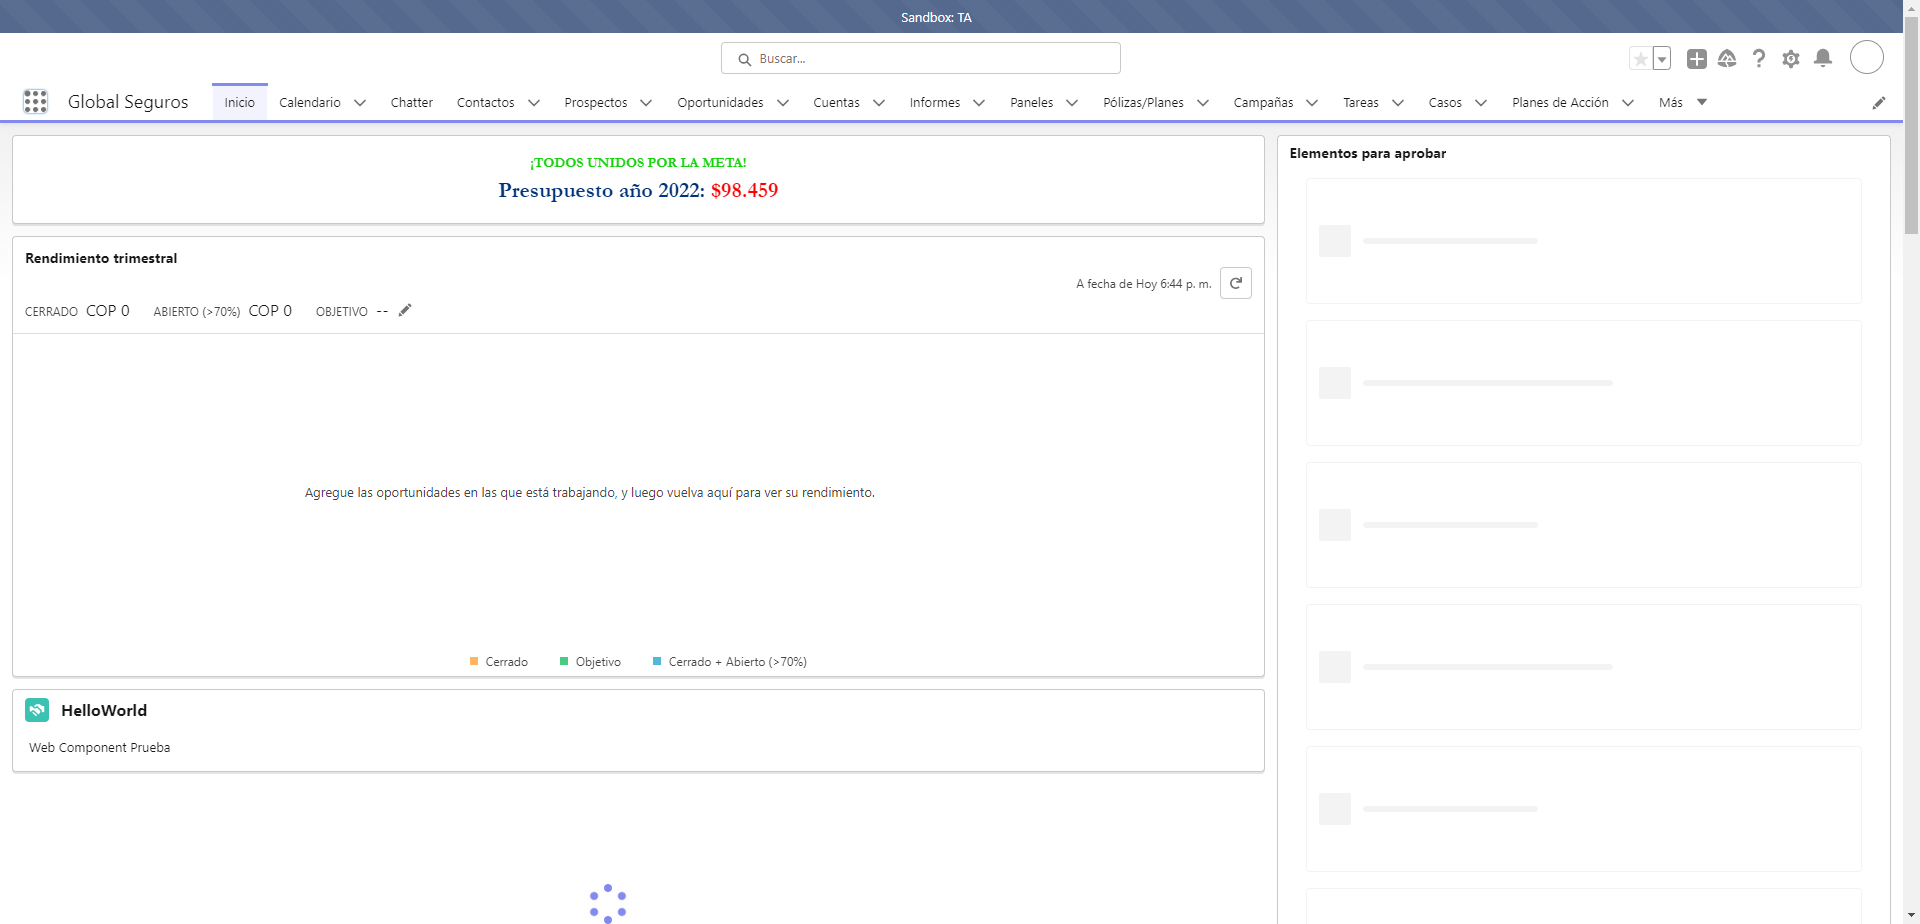 Sandbox: TA
Buscar...
Global Seguros
Inicio
Calendario
Chatter
Contactos
Prospectos
Oportunidades
Cuentas
Informes
Paneles
Pólizas/Planes
Campañas
Tareas
Casos
Planes de Acción
Más
¡TODOS UNIDOS POR LA META!
Presupuesto año 2022: $98.459
Rendimiento trimestral
A fecha de Hoy 6:44 p. m.
CERRADO COP 0 ABIERTO (>70%) COP 0 OBJETIVO --
Agregue las oportunidades en las que está trabajando, y luego vuelva aquí para ver su rendimiento.
Cerrado
Objetivo
Cerrado + Abierto (>70%)
HelloWorld
Web Component Prueba
Elementos para aprobar